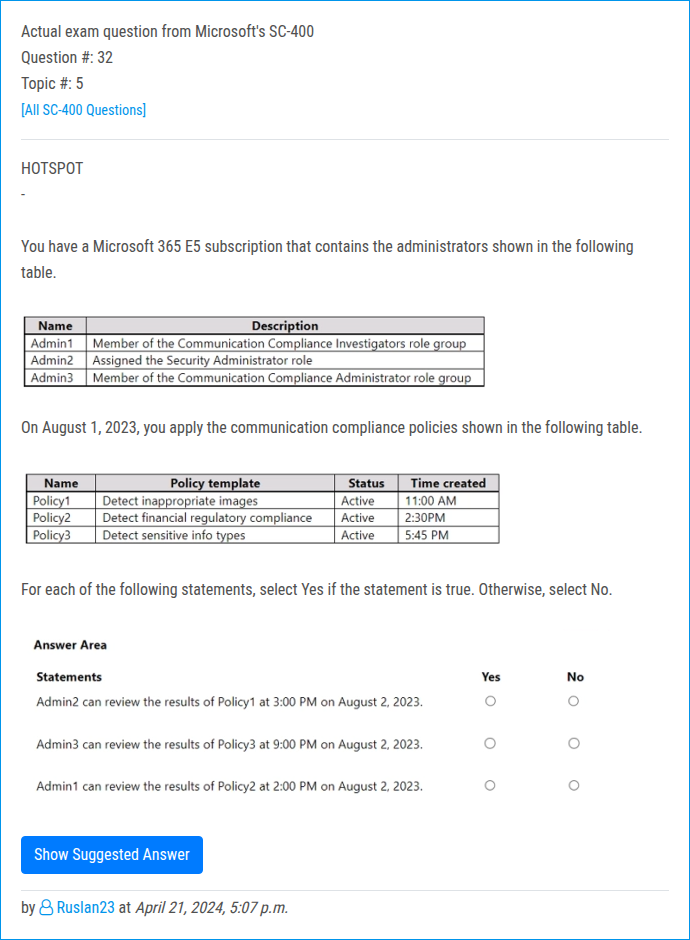 Actual exam question from Microsoft's SC-400
Question #: 32
Topic #: 5
[All SC-400 Questions]
HOTSPOT
-
You have a Microsoft 365 E5 subscription that contains the administrators shown in the following
table.
Name Description
Admin1 Member of the Communication Compliance Investigators role group
Admin2 Assigned the Security Administrator role
Admin3 Member of the Communication Compliance Administrator role group
On August 1, 2023, you apply the communication compliance policies shown in the following table.
Name Policy template Status Time created
Policy1 Detect inappropriate images Active 11:00 AM
Policy2 Detect financial regulatory compliance Active 2:30PM
Policy3 Detect sensitive info types Active 5:45 PM
For each of the following statements, select Yes if the statement is true. Otherwise, select No.
Answer Area
Statements Yes No
Admin2 can review the results of Policy1 at 3:00 PM on August 2, 2023.
Admin3 can review the results of Policy3 at 9:00 PM on August 2, 2023.
Admin1 can review the results of Policy2 at 2:00 PM on August 2, 2023.
Show Suggested Answer
by Ruslan23 at April 21, 2024, 5:07 p.m.